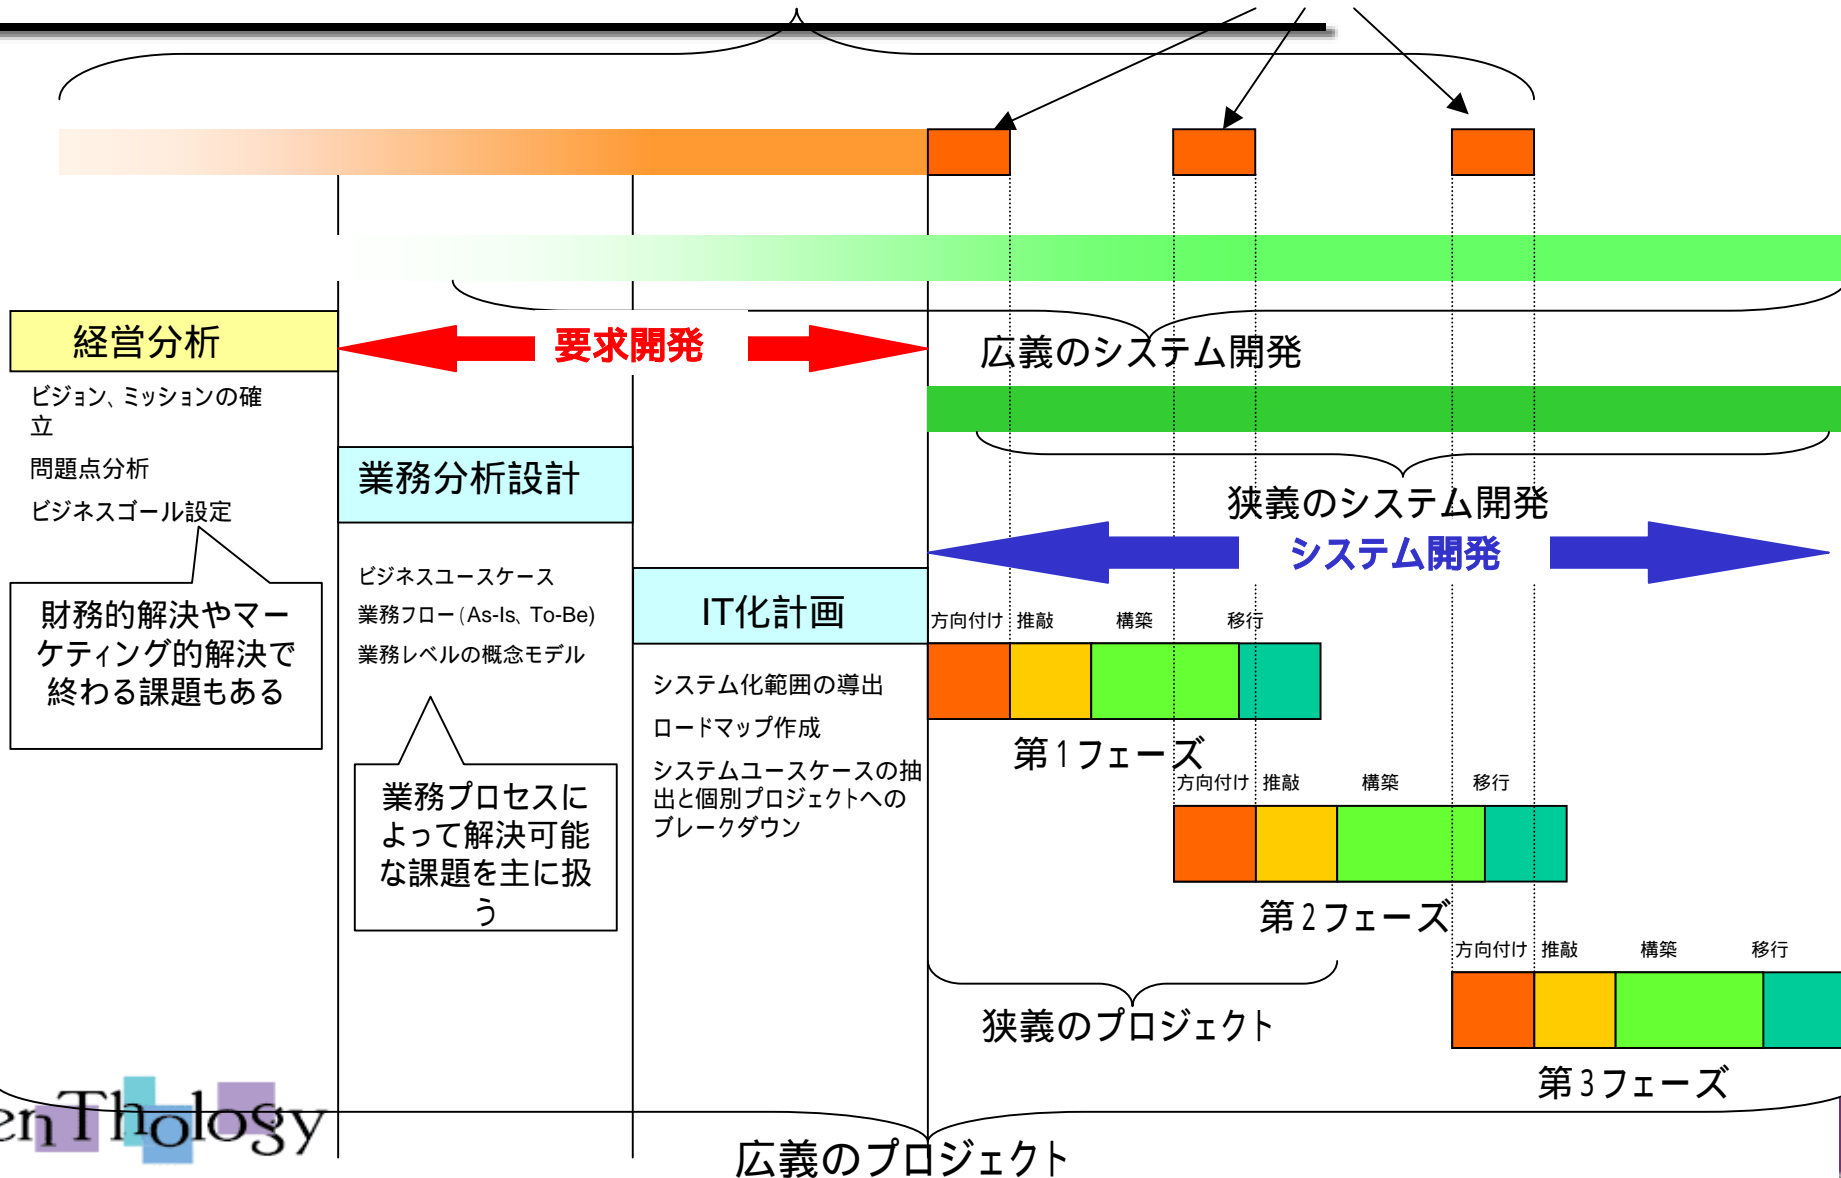 経営分析
ビジョン、ミッションの確
立
問題点分析
ビジネスゴール設定
財務的解決やマー
ケティング的解決で
終わる課題もある
要求開発
業務分析設計
ビジネスユースケース
業務フロー(As-Is、To-Be)
業務レベルの概念モデル
業務プロセスに
よって解決可能
な課題を主に扱
う
IT化計画
システム化範囲の導出
ロードマップ作成
システムユースケースの抽
出と個別プロジェクトへの
ブレークダウン
広義のシステム開発
狭義のシステム開発
システム開発
方向付け 推敲 構築 移行
第1フェーズ
方向付け 推敲 構築 移行
第2フェーズ
方向付け 推敲 構築 移行
第3フェーズ
狭義のプロジェクト
広義のプロジェクト
enThology